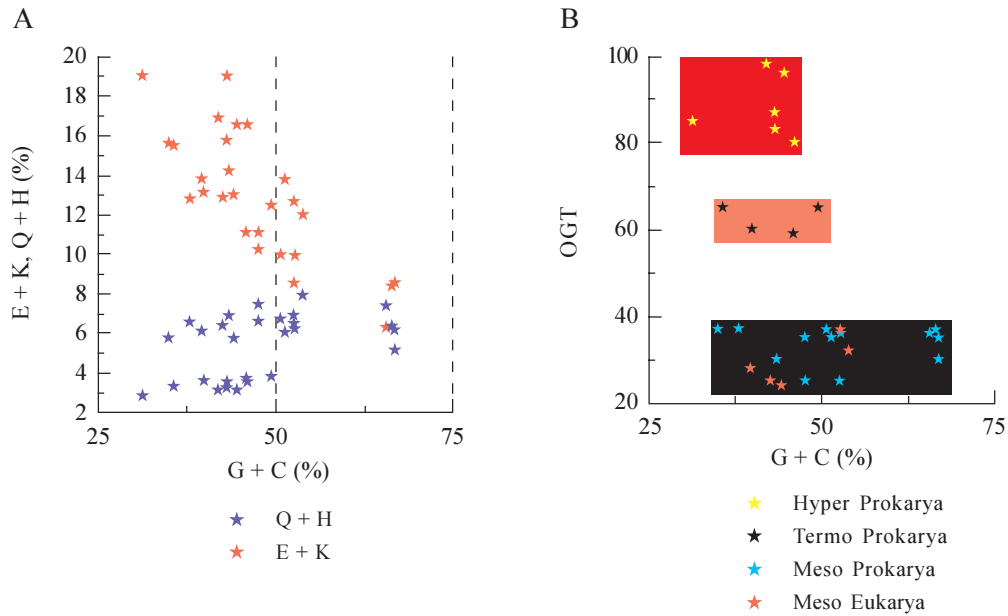 A
20
18
16
14
12
10
8
6
4
2
E + K, Q + H (%)
25
50
75
G + C (%)
Q + H
E + K
B
100
80
60
40
20
OGT
25
50
75
G + C (%)
Hyper Prokarya
Termo Prokarya
Meso Prokarya
Meso Eukarya